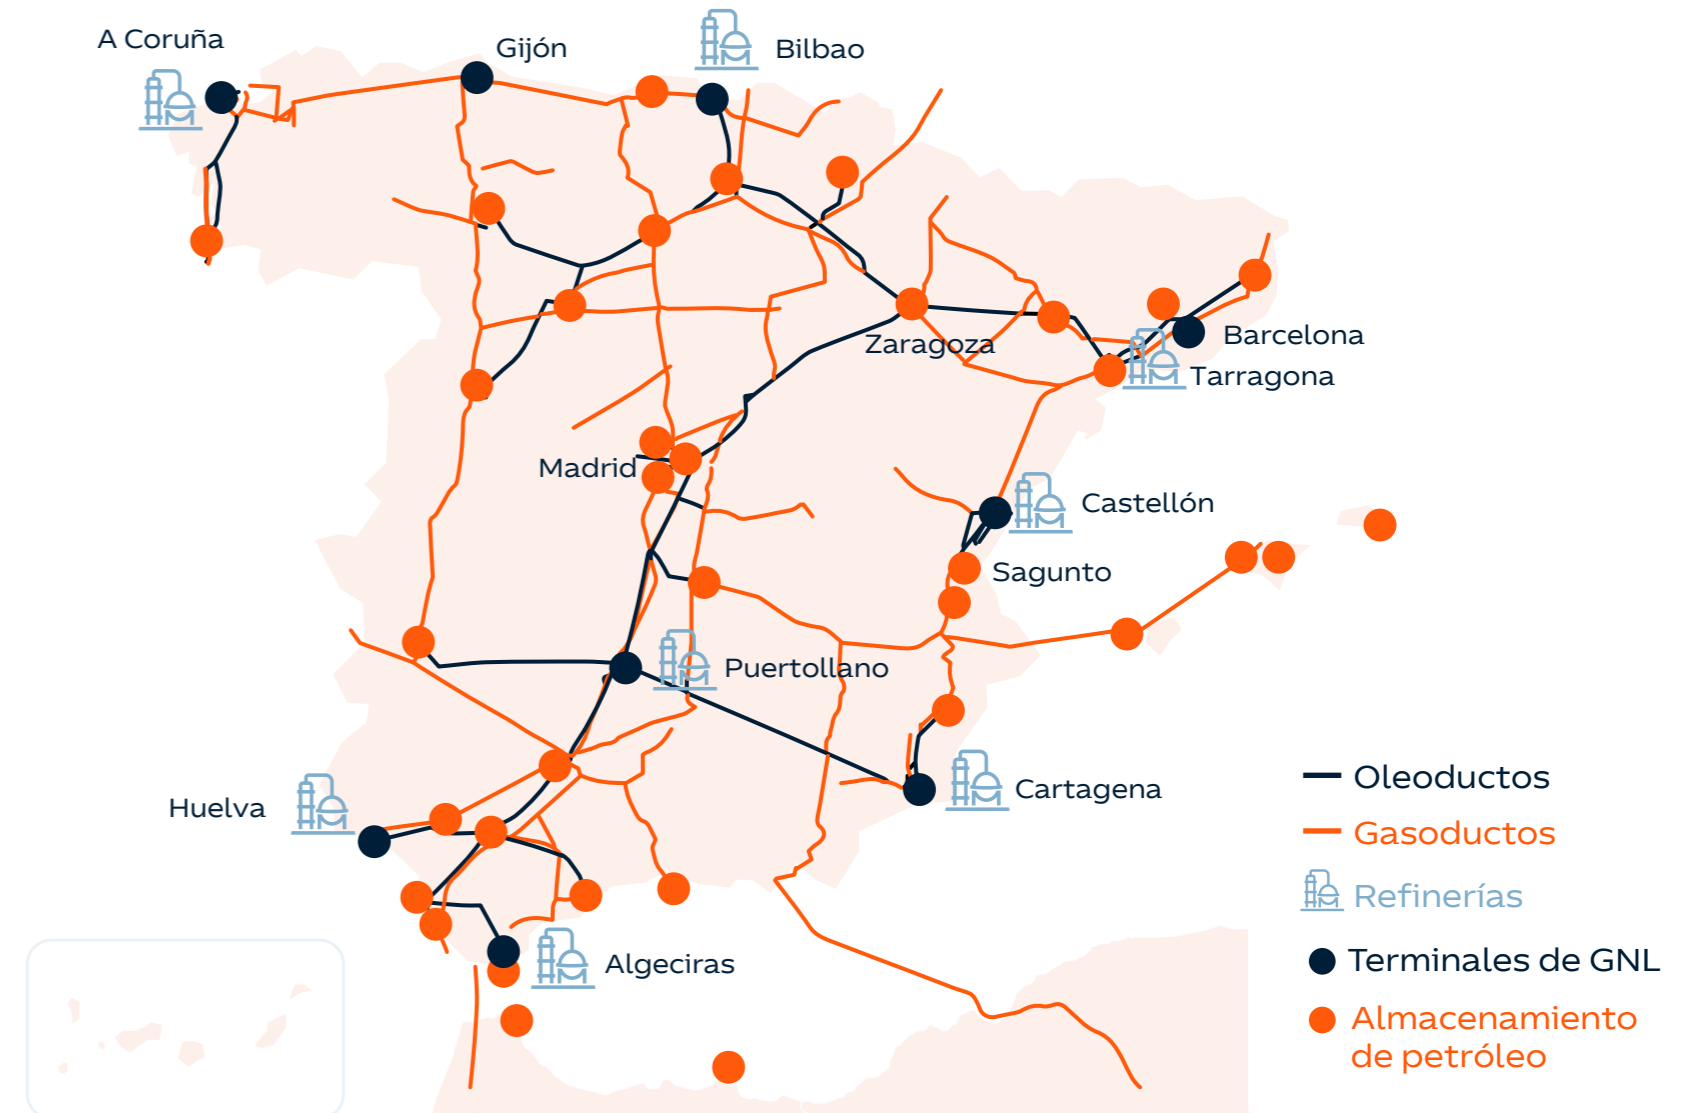 A Coruña
Gijón
Bilbao
Zaragoza
Barcelona
Tarragona
Madrid
Castellón
Sagunto
Puertollano
Cartagena
Huelva
Algeciras
Oleoductos
Gasoductos
Refinerías
Terminales de GNL
Almacenamiento
de petróleo